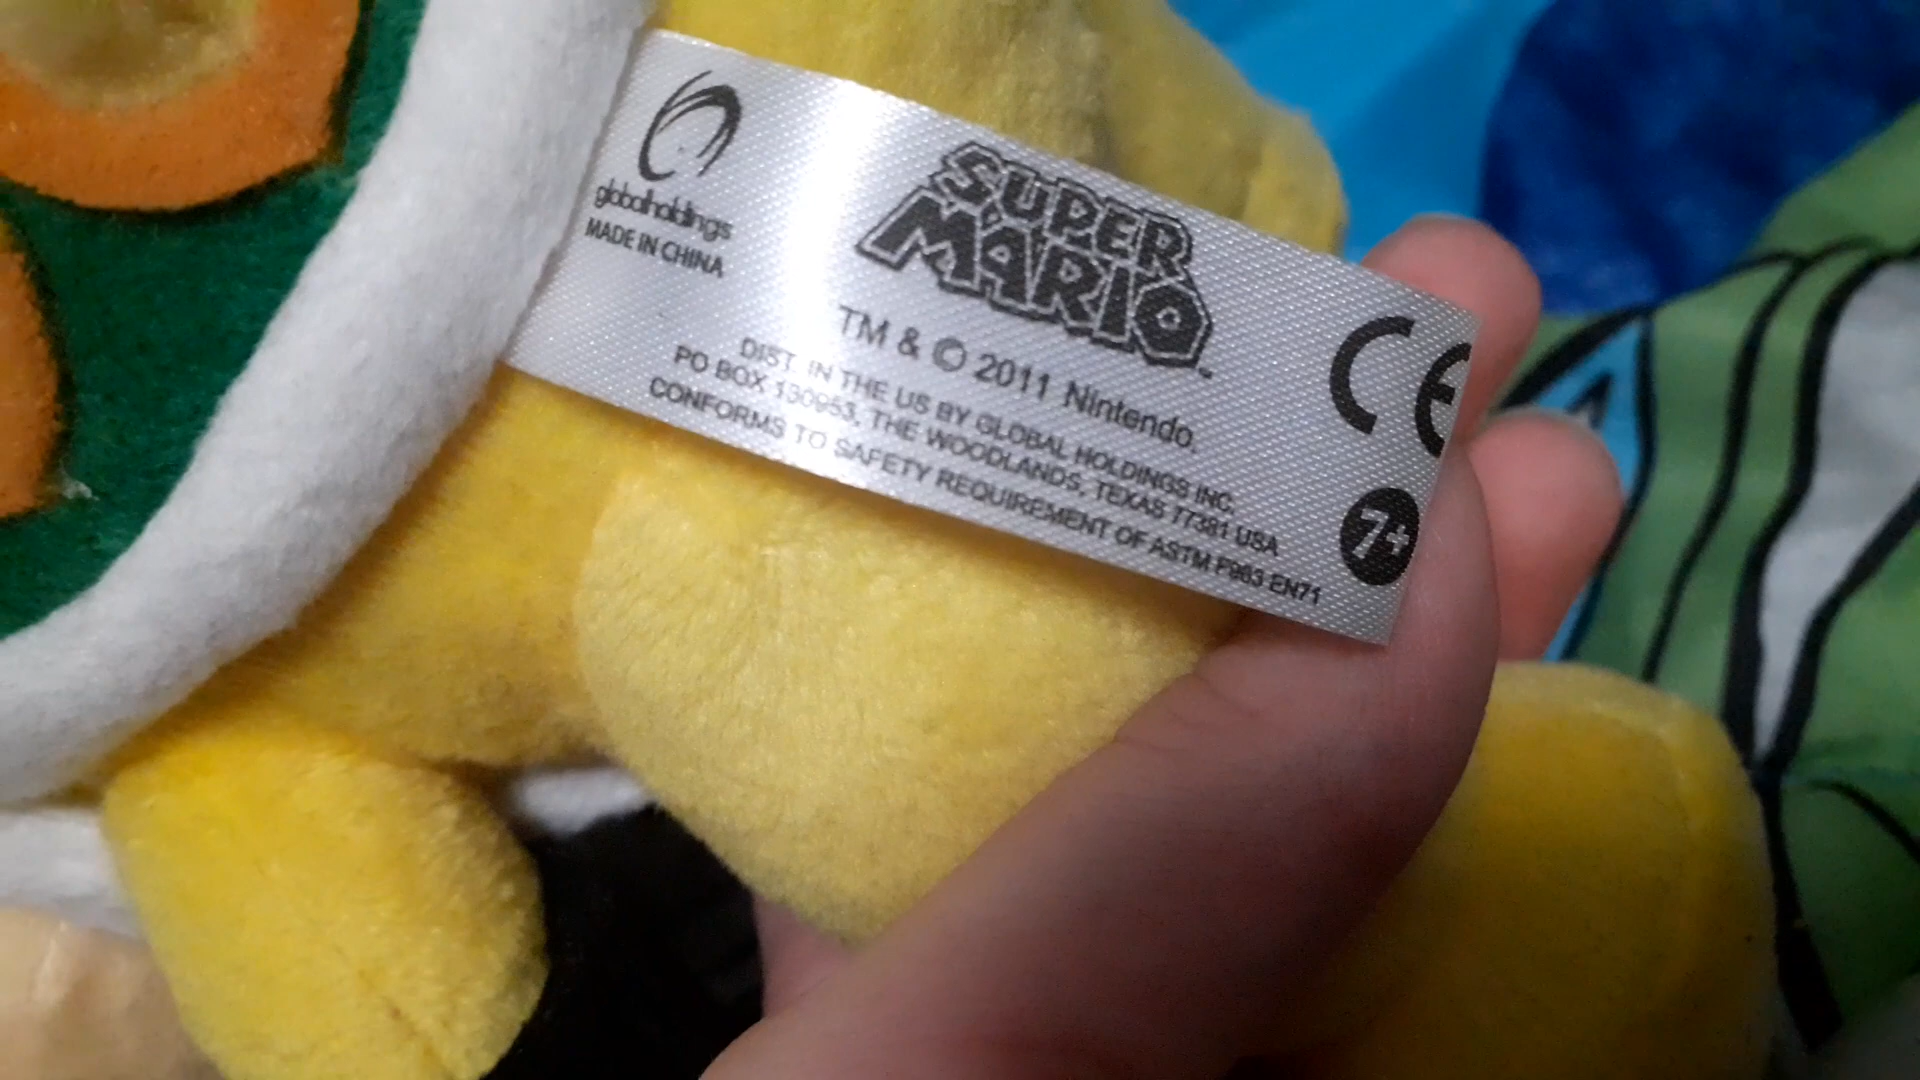 globalholdings
MADE IN CHINA
SUPER
MARIO
TM & © 2011 Nintendo.
DIST. IN THE US BY GLOBAL HOLDINGS INC.
PO BOX 130953, THE WOODLANDS, TEXAS 77381 USA
CONFORMS TO SAFETY REQUIREMENT OF ASTM F963 EN71
CE
7+